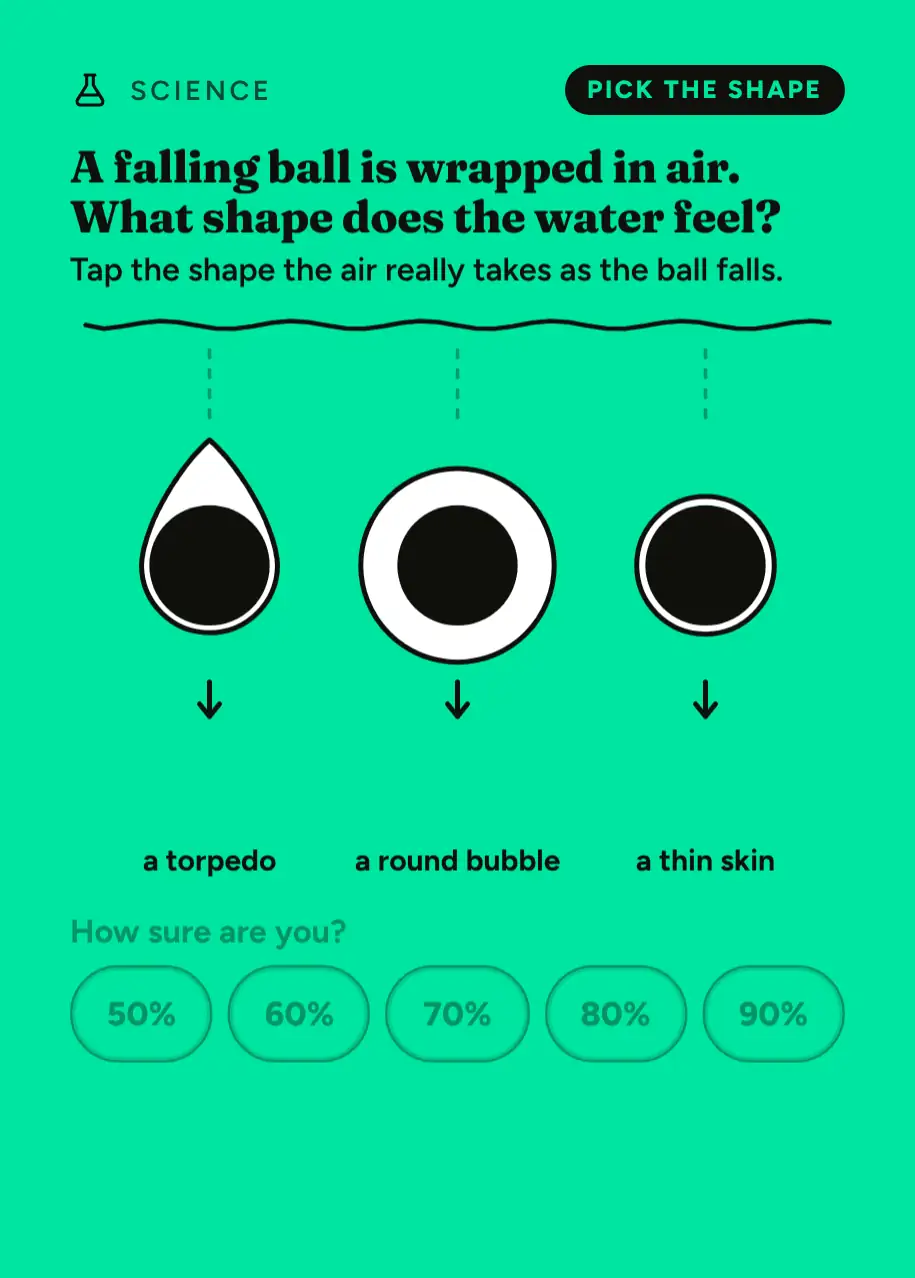 SCIENCE
PICK THE SHAPE
A falling ball is wrapped in air.
What shape does the water feel?
Tap the shape the air really takes as the ball falls.
a torpedo
a round bubble
a thin skin
How sure are you?
50%
60%
70%
80%
90%